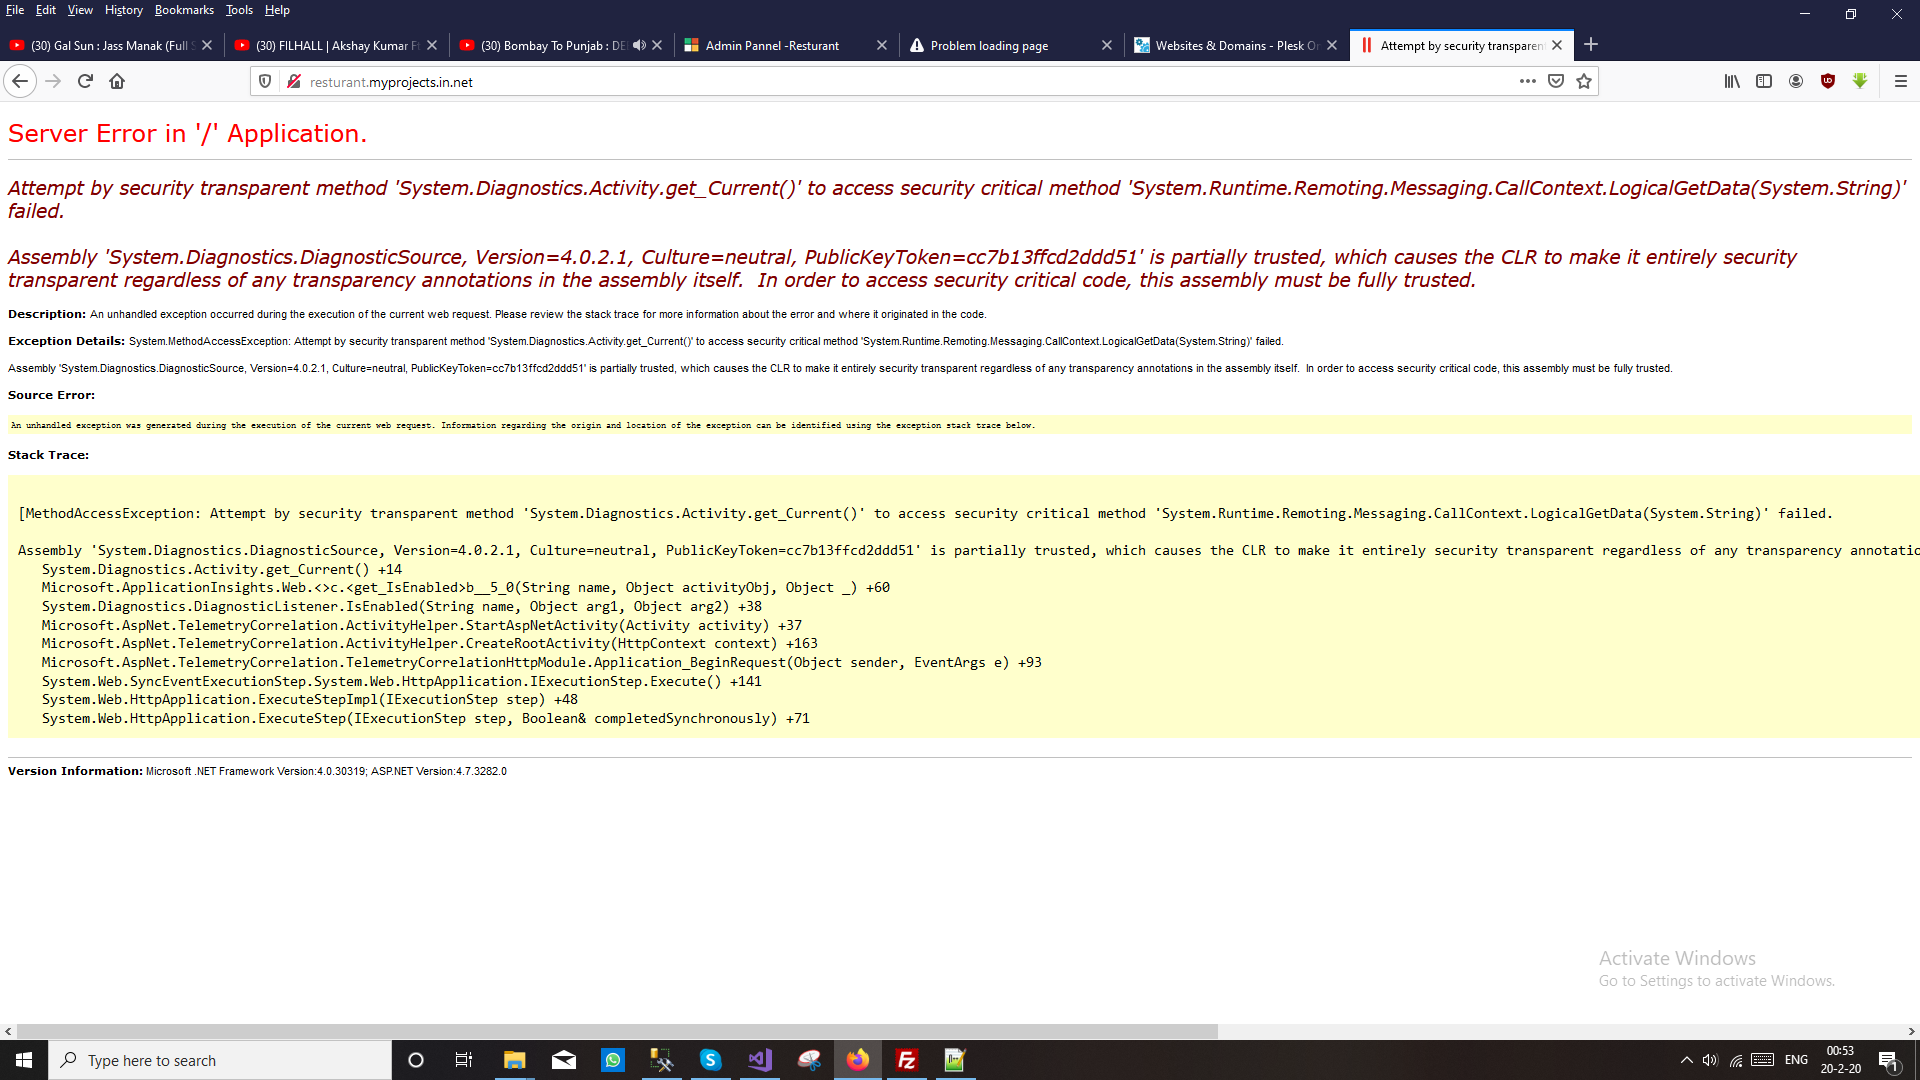 File Edit View History Bookmarks Tools Help
(30) Gal Sun : Jass Manak (Full S
(30) FILHALL | Akshay Kumar Ft
(30) Bombay To Punjab : DEI
Admin Pannel -Resturant
Problem loading page
Websites & Domains - Plesk On
Attempt by security transparent
resturant.myprojects.in.net
Server Error in '/' Application.
Attempt by security transparent method 'System.Diagnostics.Activity.get_Current()' to access security critical method 'System.Runtime.Remoting.Messaging.CallContext.LogicalGetData(System.String)'
failed.
Assembly 'System.Diagnostics.DiagnosticSource, Version=4.0.2.1, Culture=neutral, PublicKeyToken=cc7b13ffcd2ddd51' is partially trusted, which causes the CLR to make it entirely security
transparent regardless of any transparency annotations in the assembly itself.  In order to access security critical code, this assembly must be fully trusted.
Description: An unhandled exception occurred during the execution of the current web request. Please review the stack trace for more information about the error and where it originated in the code.
Exception Details: System.MethodAccessException: Attempt by security transparent method 'System.Diagnostics.Activity.get_Current()' to access security critical method 'System.Runtime.Remoting.Messaging.CallContext.LogicalGetData(System.String)' failed.
Assembly 'System.Diagnostics.DiagnosticSource, Version=4.0.2.1, Culture=neutral, PublicKeyToken=cc7b13ffcd2ddd51' is partially trusted, which causes the CLR to make it entirely security transparent regardless of any transparency annotations in the assembly itself.  In order to access security critical code, this assembly must be fully trusted.
Source Error:
An unhandled exception was generated during the execution of the current web request. Information regarding the origin and location of the exception can be identified using the exception stack trace below.
Stack Trace:
[MethodAccessException: Attempt by security transparent method 'System.Diagnostics.Activity.get_Current()' to access security critical method 'System.Runtime.Remoting.Messaging.CallContext.LogicalGetData(System.String)' failed.
Assembly 'System.Diagnostics.DiagnosticSource, Version=4.0.2.1, Culture=neutral, PublicKeyToken=cc7b13ffcd2ddd51' is partially trusted, which causes the CLR to make it entirely security transparent regardless of any transparency annotatio
System.Diagnostics.Activity.get_Current() +14
Microsoft.ApplicationInsights.Web.<>c.<get_IsEnabled>b__5_0(String name, Object activityObj, Object _) +60
System.Diagnostics.DiagnosticListener.IsEnabled(String name, Object arg1, Object arg2) +38
Microsoft.AspNet.TelemetryCorrelation.ActivityHelper.StartAspNetActivity(Activity activity) +37
Microsoft.AspNet.TelemetryCorrelation.ActivityHelper.CreateRootActivity(HttpContext context) +163
Microsoft.AspNet.TelemetryCorrelation.TelemetryCorrelationHttpModule.Application_BeginRequest(Object sender, EventArgs e) +93
System.Web.SyncEventExecutionStep.System.Web.HttpApplication.IExecutionStep.Execute() +141
System.Web.HttpApplication.ExecuteStepImpl(IExecutionStep step) +48
System.Web.HttpApplication.ExecuteStep(IExecutionStep step, Boolean& completedSynchronously) +71
Version Information: Microsoft .NET Framework Version:4.0.30319; ASP.NET Version:4.7.3282.0
Activate Windows
Go to Settings to activate Windows.
Type here to search
ENG
00:53
20-2-20
1